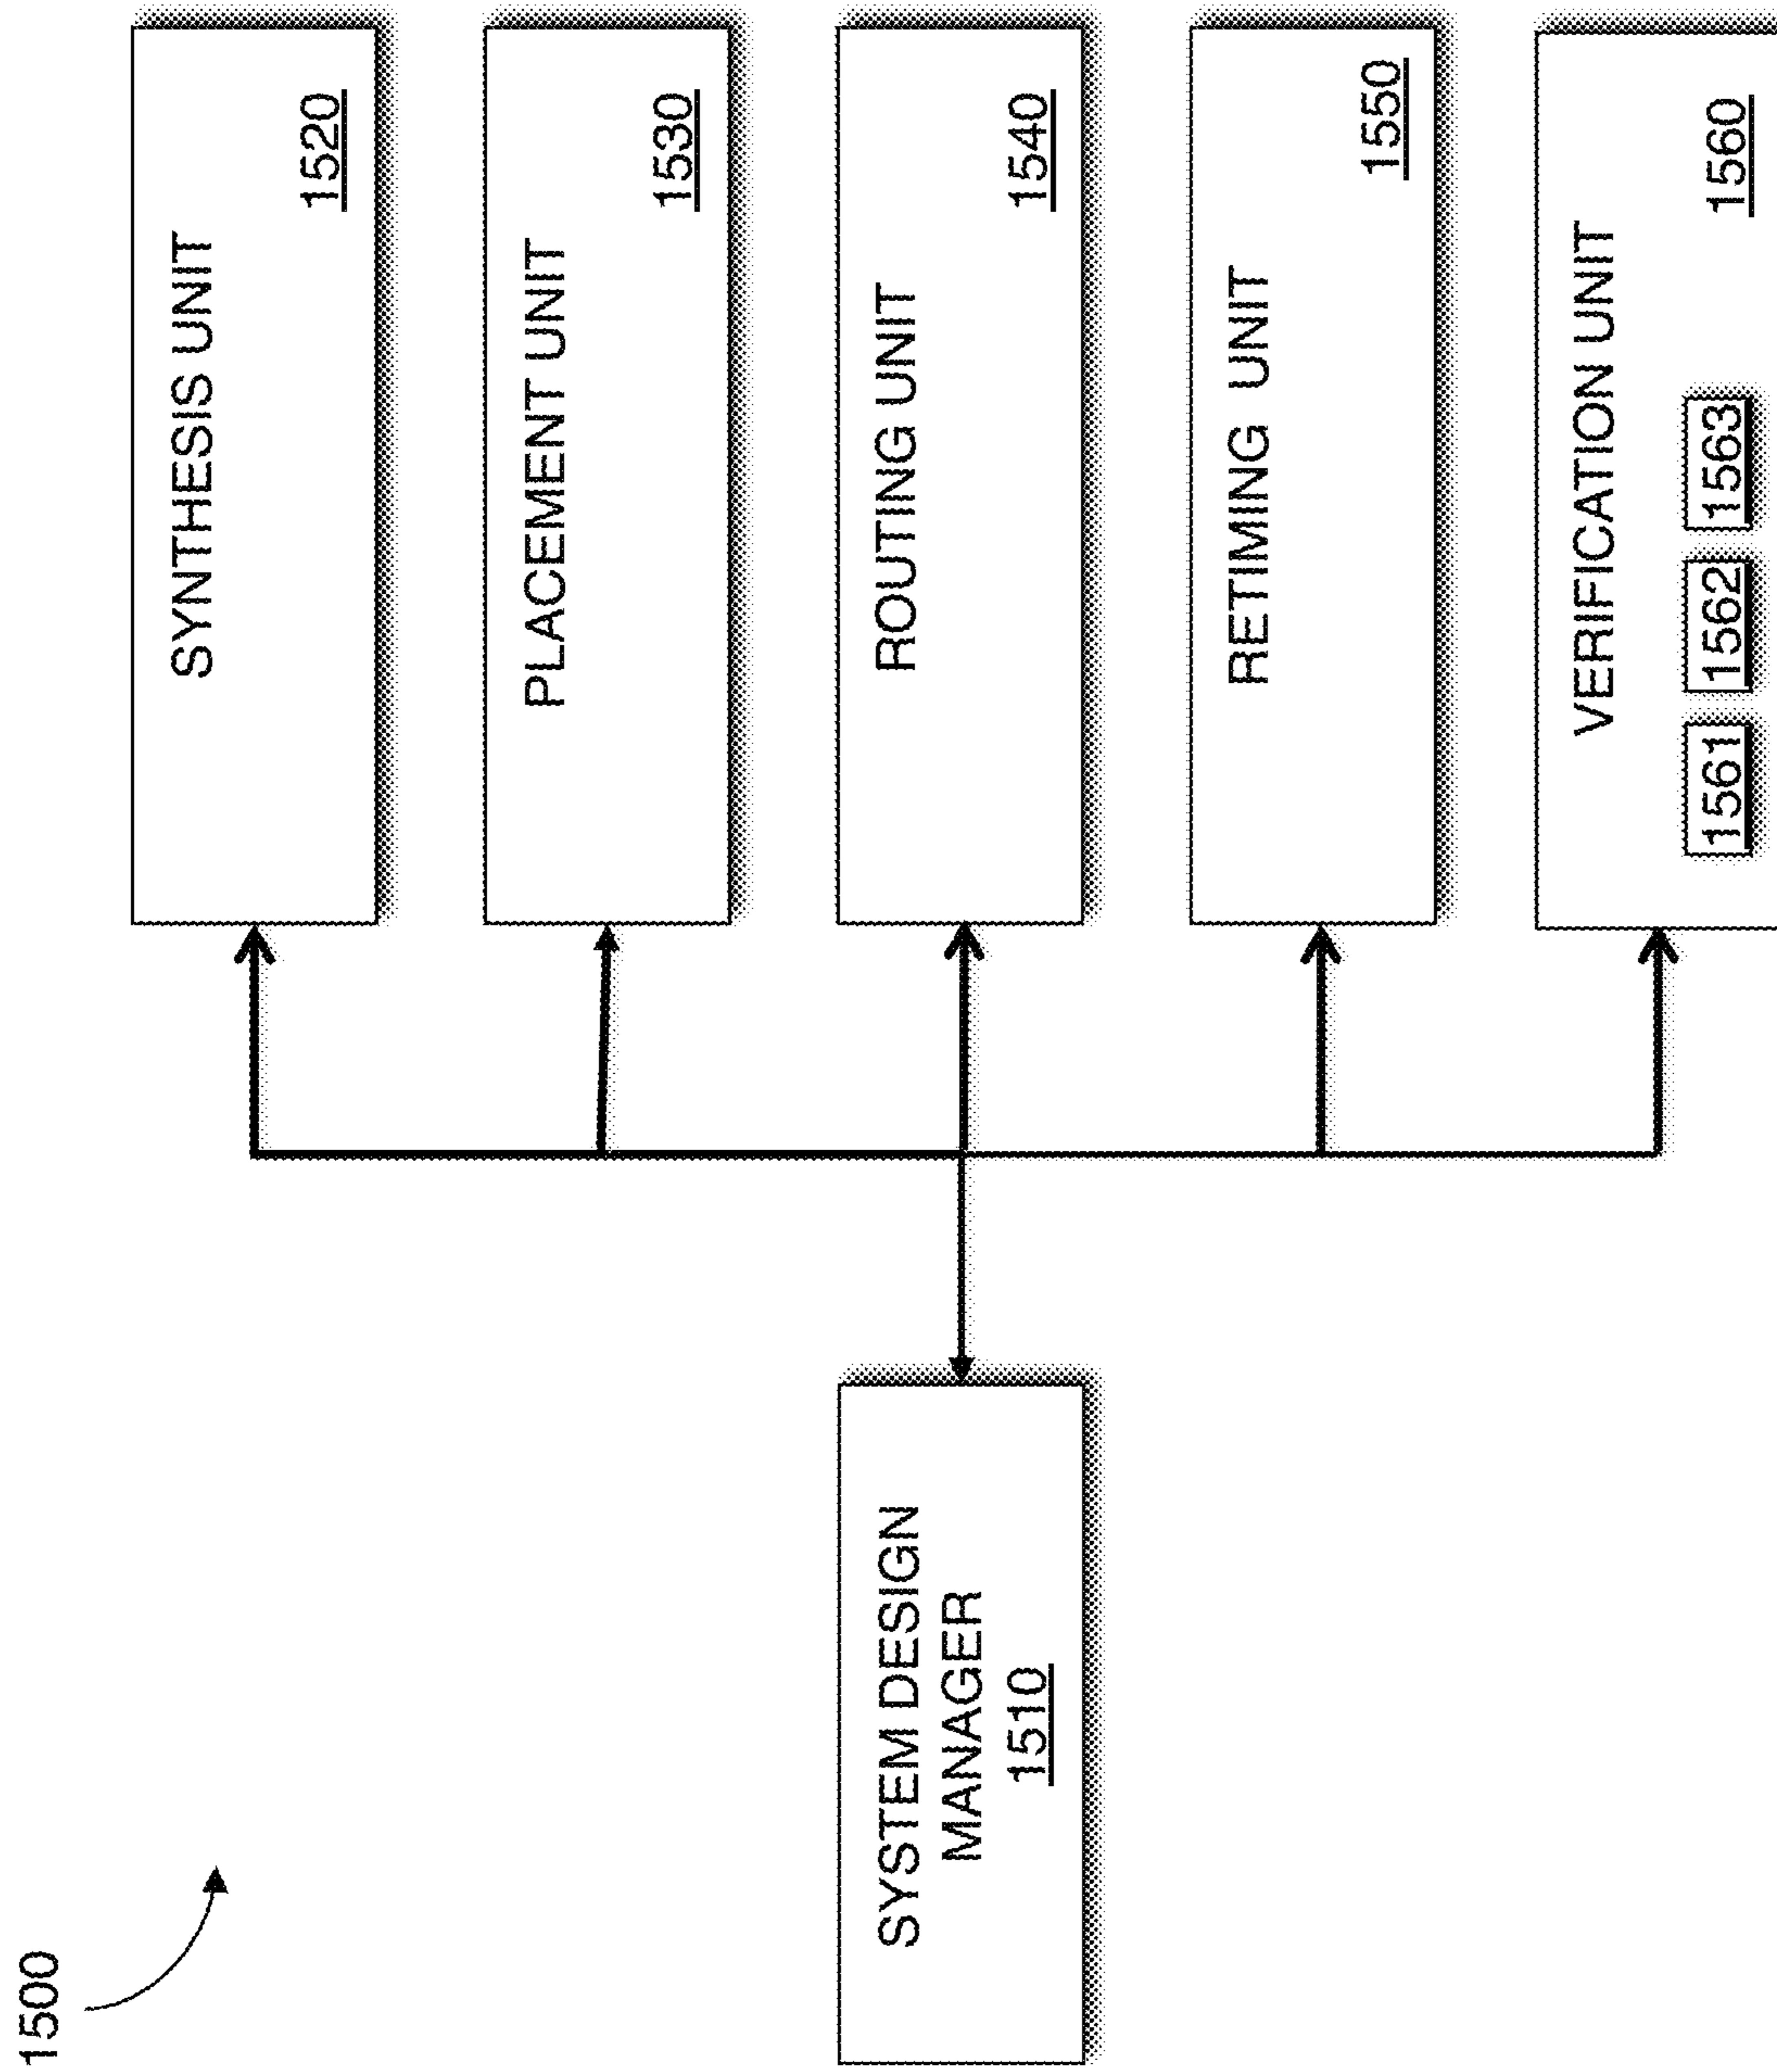 1500
SYSTEM DESIGN
MANAGER
1510
SYNTHESIS UNIT
1520
PLACEMENT UNIT
1530
ROUTING UNIT
1540
RETIMING UNIT
1550
VERIFICATION UNIT
1561 1562 1563
1560